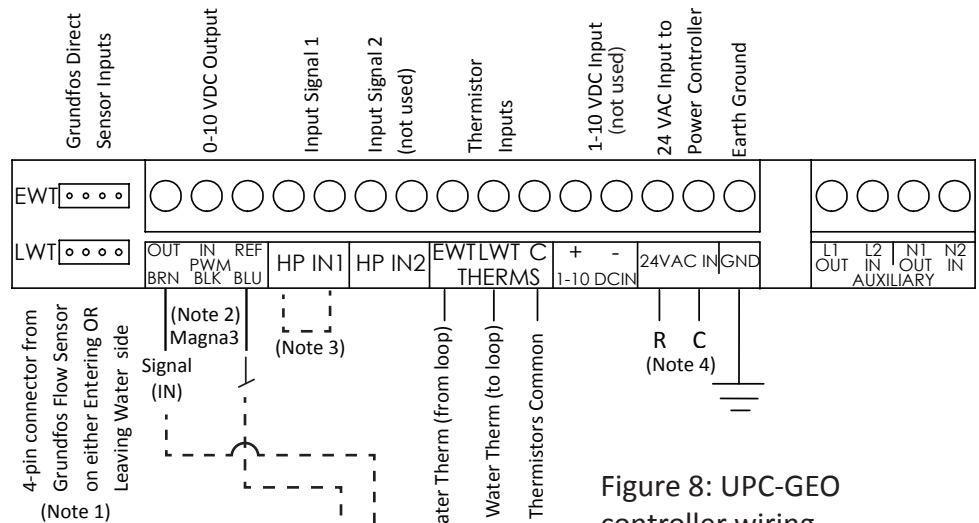 Grundfos Direct
Sensor Inputs
0-10 VDC Output
Input Signal 1
Input Signal 2
(not used)
Thermistor
Inputs
1-10 VDC Input
(not used)
24 VAC Input to
Power Controller
Earth Ground
EWT
LWT
OUT IN REF
PWM
BRN BLK BLU
HP IN1
HP IN2
EWT LWT C
THERMS
+ -
1-10 DCIN
24VAC IN
GND
L1 L2 N1 N2
OUT IN OUT IN
AUXILIARY
4-pin connector from
Grundfos Flow Sensor
on either Entering OR
Leaving Water side
(Note 1)
(Note 2)
Magna3
Signal
(IN)
(Note 3)
Therm (from loop)
Water Therm (to loop)
Thermistors Common
R C
(Note 4)
Figure 8: UPC-GEO
controller wiring